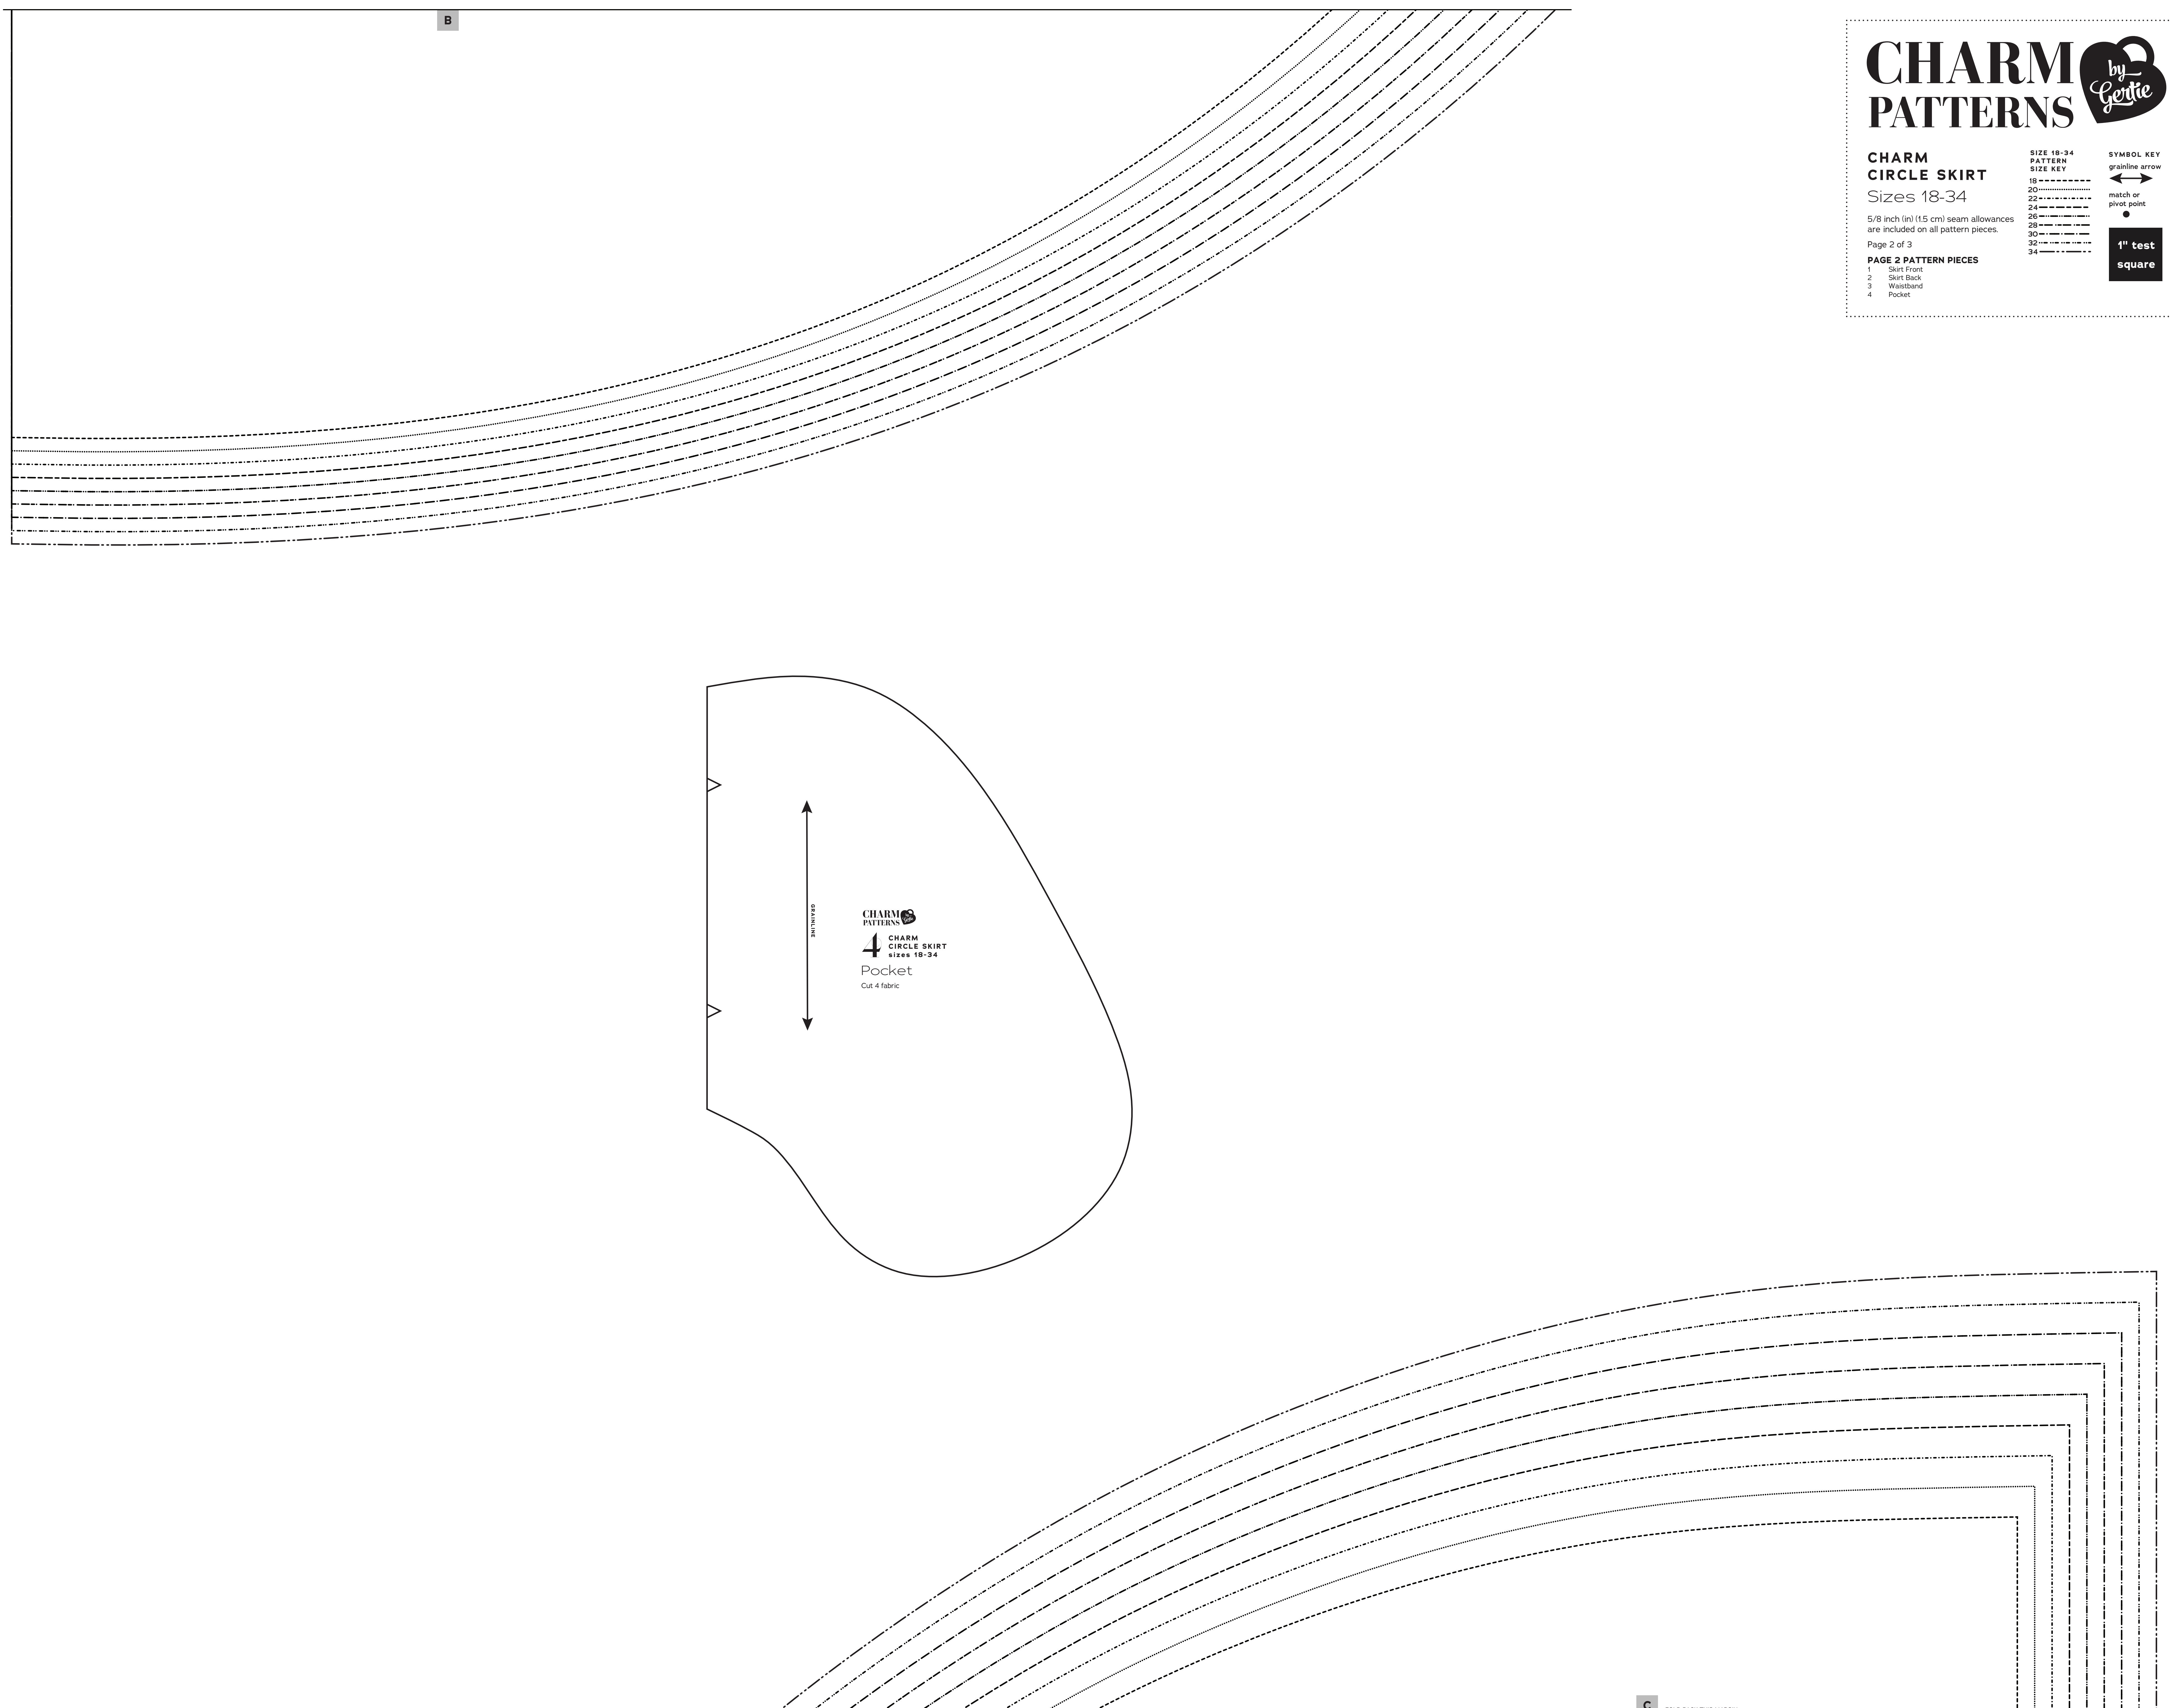 B
CHARM
PATTERNS
by
Gertie
CHARM
CIRCLE SKIRT
Sizes 18-34
5/8 inch (in) (1.5 cm) seam allowances
are included on all pattern pieces.
Page 2 of 3
PAGE 2 PATTERN PIECES
1 Skirt Front
2 Skirt Back
3 Waistband
4 Pocket
SIZE 18-34
PATTERN
SIZE KEY
18
20
22
24
26
28
30
32
34
SYMBOL KEY
grainline arrow
match or
pivot point
1" test
square
GRAINLINE
CHARM
PATTERNS
4
CHARM
CIRCLE SKIRT
sizes 18-34
Pocket
Cut 4 fabric
C